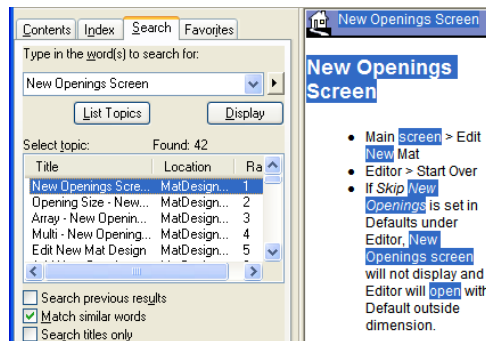 Contents Index Search Favorites
Type in the word(s) to search for:
New Openings Screen
List Topics Display
Select topic: Found: 42
Title Location Ra
New Openings Scre... MatDesign... 1
Opening Size - New... MatDesign... 2
Array - New Openin... MatDesign... 3
Multi - New Opening... MatDesign... 4
Edit New Mat Design MatDesign... 5
Search previous results
Match similar words
Search titles only
New Openings Screen
New Openings
Screen
• Main screen > Edit
New Mat
• Editor > Start Over
• If Skip New
Openings is set in
Defaults under
Editor, New
Openings screen
will not display and
Editor will open with
Default outside
dimension.